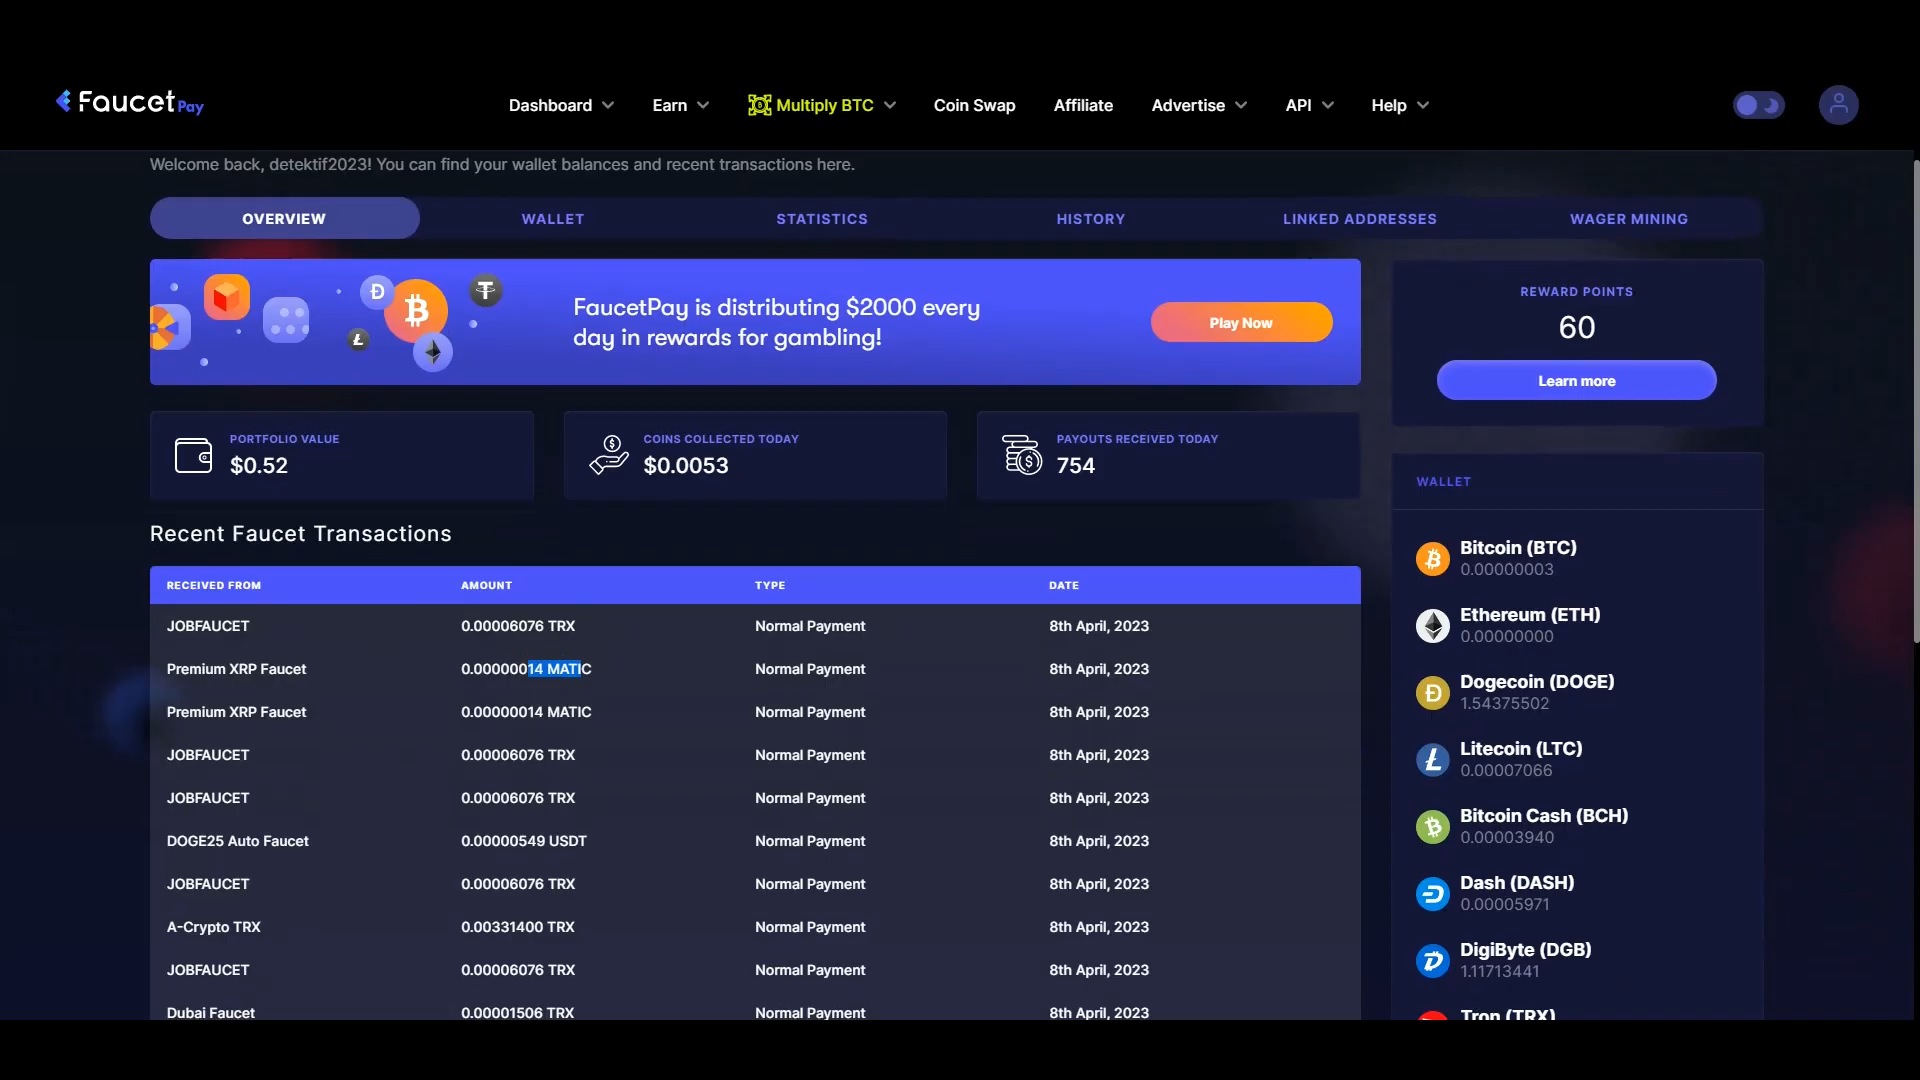 FaucetPay
Dashboard Earn Multiply BTC Coin Swap Affiliate Advertise API Help
Welcome back, detektif2023! You can find your wallet balances and recent transactions here.
OVERVIEW WALLET STATISTICS HISTORY LINKED ADDRESSES WAGER MINING
FaucetPay is distributing $2000 every
day in rewards for gambling!
Play Now
REWARD POINTS
60
Learn more
PORTFOLIO VALUE
$0.52
COINS COLLECTED TODAY
$0.0053
PAYOUTS RECEIVED TODAY
754
Recent Faucet Transactions
RECEIVED FROM AMOUNT TYPE DATE
JOBFAUCET 0.00006076 TRX Normal Payment 8th April, 2023
Premium XRP Faucet 0.00000014 MATIC Normal Payment 8th April, 2023
Premium XRP Faucet 0.00000014 MATIC Normal Payment 8th April, 2023
JOBFAUCET 0.00006076 TRX Normal Payment 8th April, 2023
JOBFAUCET 0.00006076 TRX Normal Payment 8th April, 2023
DOGE25 Auto Faucet 0.00000549 USDT Normal Payment 8th April, 2023
JOBFAUCET 0.00006076 TRX Normal Payment 8th April, 2023
A-Crypto TRX 0.00331400 TRX Normal Payment 8th April, 2023
JOBFAUCET 0.00006076 TRX Normal Payment 8th April, 2023
Dubai Faucet 0.00001506 TRX Normal Payment 8th April, 2023
WALLET
Bitcoin (BTC)
0.00000003
Ethereum (ETH)
0.00000000
Dogecoin (DOGE)
1.54375502
Litecoin (LTC)
0.00007066
Bitcoin Cash (BCH)
0.00003940
Dash (DASH)
0.00005971
DigiByte (DGB)
1.11713441
Tron (TRX)